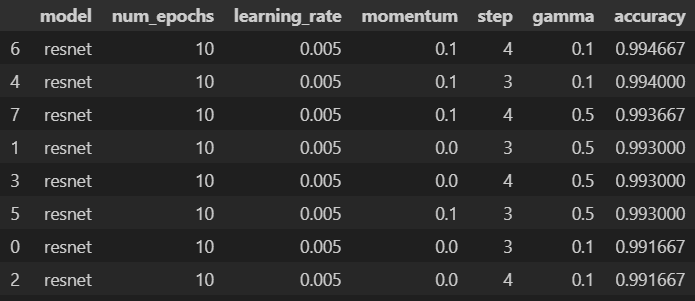 model num_epochs learning_rate momentum step gamma accuracy
6 resnet 10 0.005 0.1 4 0.1 0.994667
4 resnet 10 0.005 0.1 3 0.1 0.994000
7 resnet 10 0.005 0.1 4 0.5 0.993667
1 resnet 10 0.005 0.0 3 0.5 0.993000
3 resnet 10 0.005 0.0 4 0.5 0.993000
5 resnet 10 0.005 0.1 3 0.5 0.993000
0 resnet 10 0.005 0.0 3 0.1 0.991667
2 resnet 10 0.005 0.0 4 0.1 0.991667